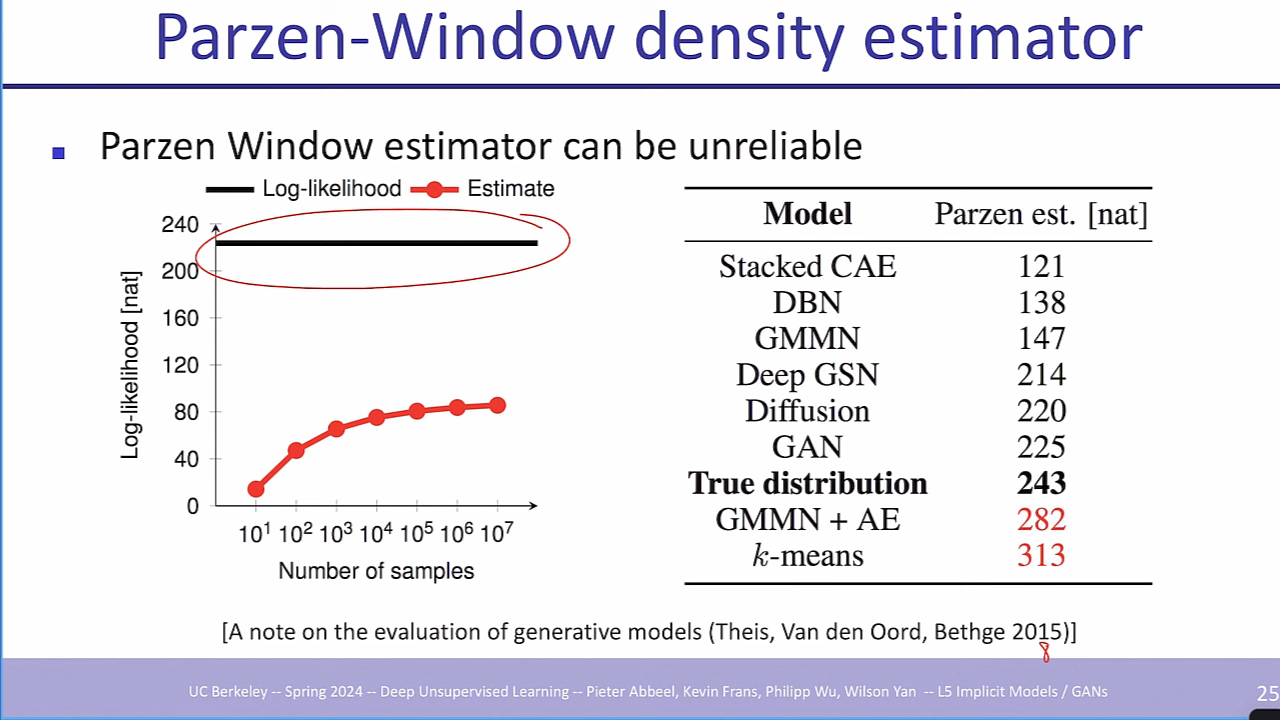 Parzen-Window density estimator
Parzen Window estimator can be unreliable
Log-likelihood Estimate
240
200
160
120
80
40
0
Log-likelihood [nat]
10¹ 10² 10³ 10⁴ 10⁵ 10⁶ 10⁷
Number of samples
Model Parzen est. [nat]
Stacked CAE 121
DBN 138
GMMN 147
Deep GSN 214
Diffusion 220
GAN 225
True distribution 243
GMMN + AE 282
k-means 313
[A note on the evaluation of generative models (Theis, Van den Oord, Bethge 2015)]
8
UC Berkeley -- Spring 2024 -- Deep Unsupervised Learning -- Pieter Abbeel, Kevin Frans, Philipp Wu, Wilson Yan -- L5 Implicit Models / GANs
25